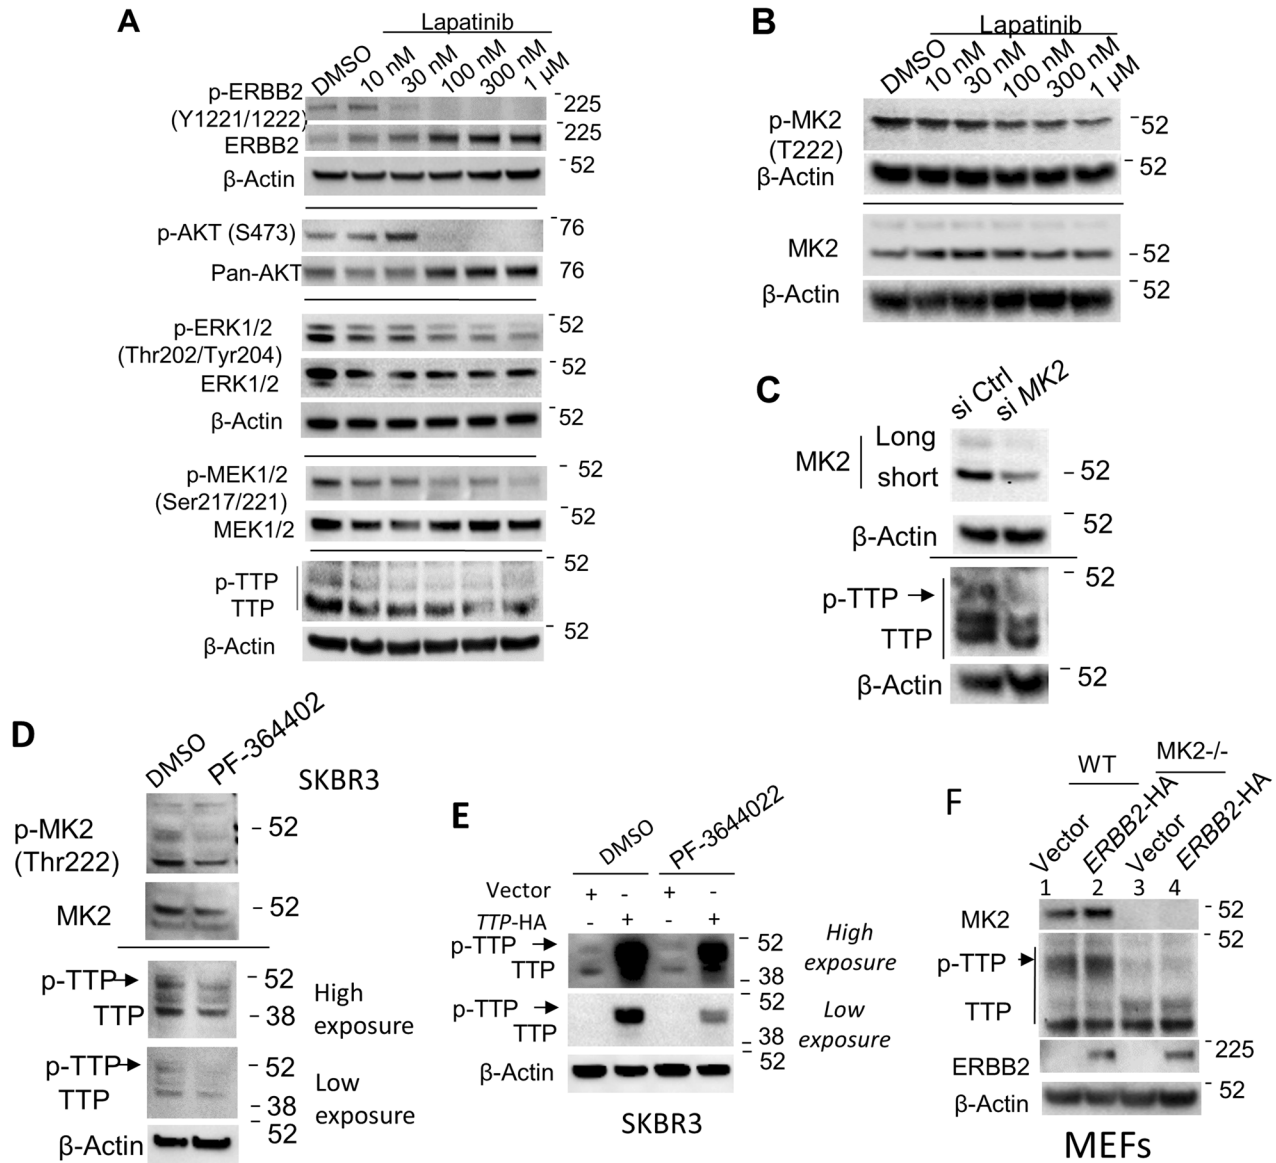 A
Lapatinib
DMSO
10 nM
30 nM
100 nM
300 nM
1 μM
p-ERBB2
(Y1221/1222)
225
ERBB2
225
β-Actin
52
p-AKT (S473)
76
Pan-AKT
76
p-ERK1/2
(Thr202/Tyr204)
52
ERK1/2
52
β-Actin
52
p-MEK1/2
(Ser217/221)
52
MEK1/2
52
p-TTP
52
TTP
β-Actin
52
B
Lapatinib
DMSO
10 nM
30 nM
100 nM
300 nM
1 μM
p-MK2
(T222)
52
β-Actin
52
MK2
52
β-Actin
52
C
si Ctrl
si MK2
MK2
Long
short
52
β-Actin
52
p-TTP
52
TTP
β-Actin
52
D
DMSO
PF-364402
SKBR3
p-MK2
(Thr222)
52
MK2
52
p-TTP
52
TTP
38
High
exposure
p-TTP
52
TTP
38
Low
exposure
β-Actin
52
E
DMSO
PF-3644022
Vector + - + -
TTP-HA - + - +
p-TTP
52
TTP
38
High
exposure
p-TTP
52
TTP
38
Low
exposure
β-Actin
52
SKBR3
F
WT
MK2-/-
Vector
ERBB2-HA
Vector
ERBB2-HA
1 2 3 4
MK2
52
p-TTP
52
TTP
ERBB2
225
β-Actin
52
MEFs